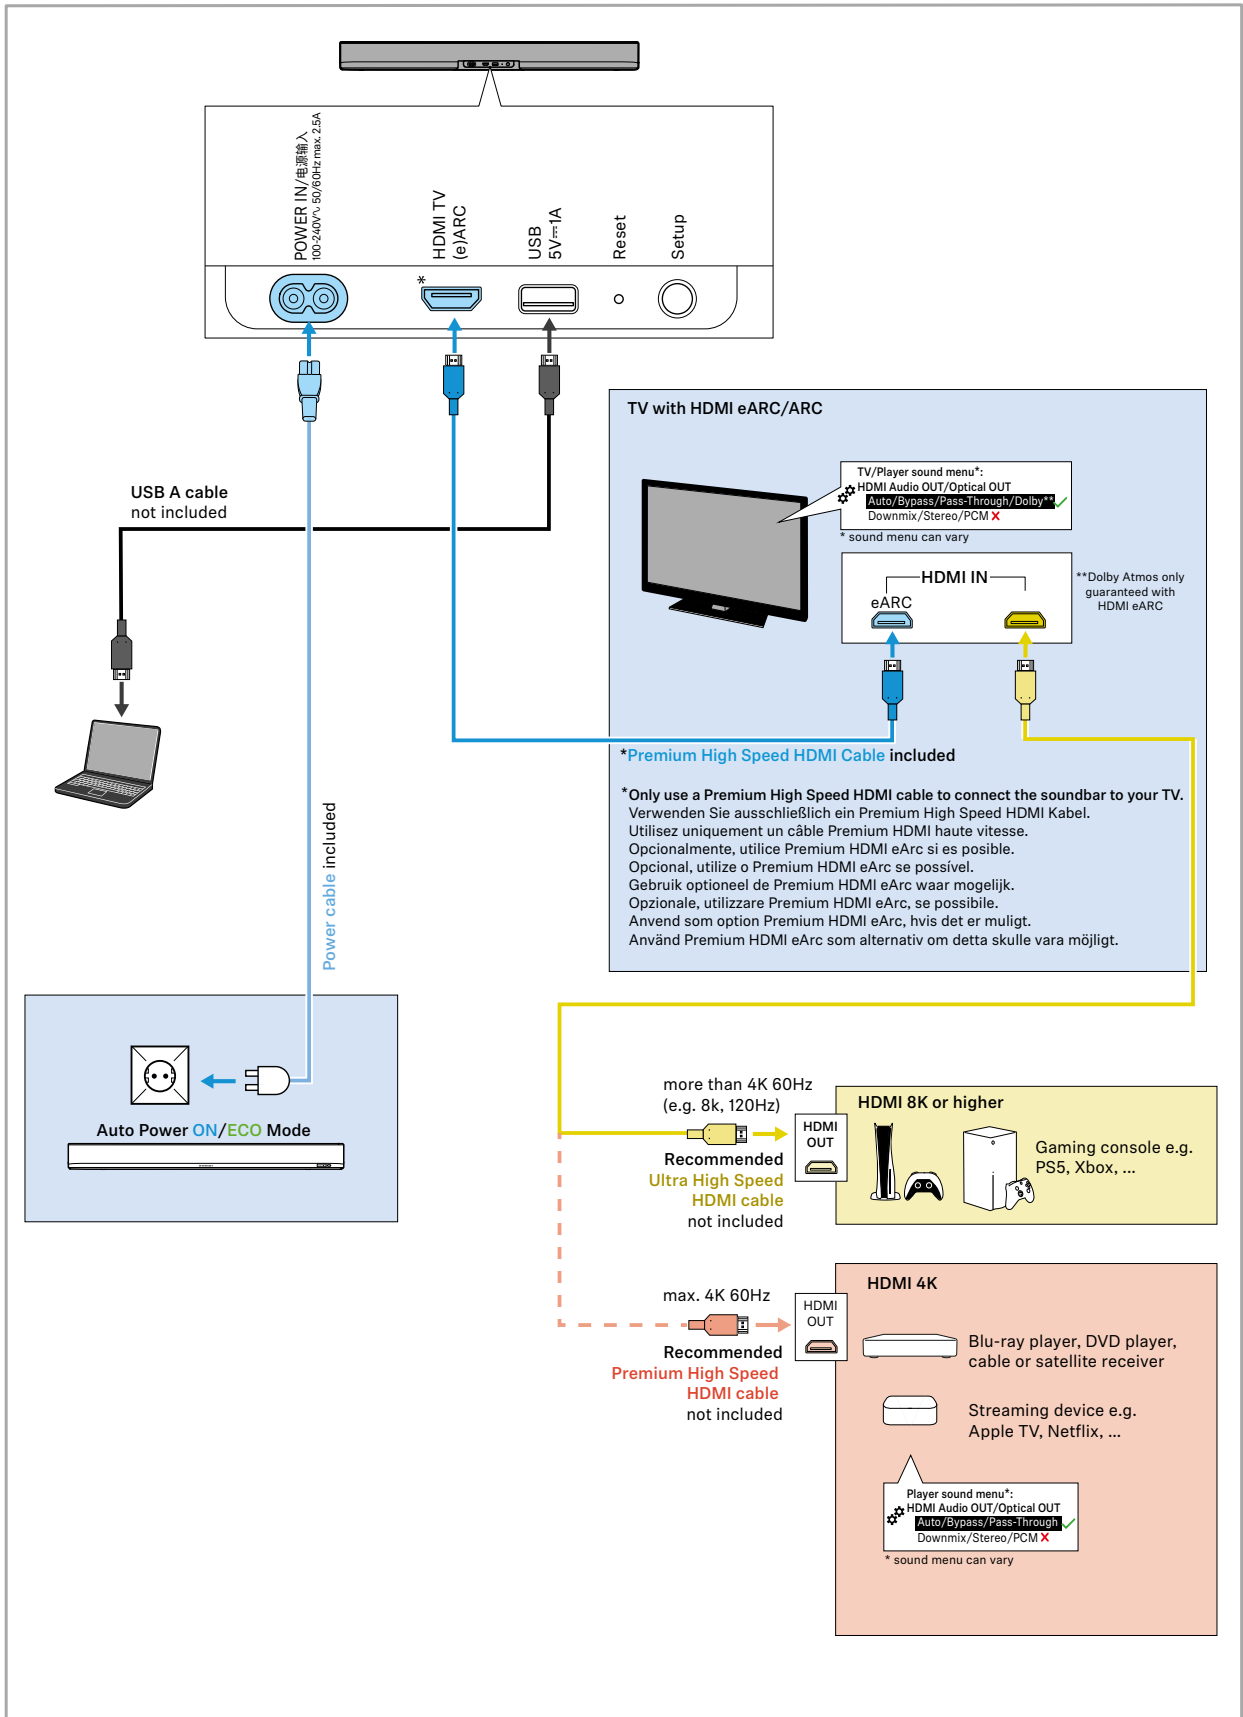 POWER IN/电源输入
100-240V∿ 50/60Hz max. 2.5A
HDMI TV
(e)ARC
USB
5V⎓1A
Reset
Setup
*
USB A cable
not included
TV with HDMI eARC/ARC
TV/Player sound menu*:
HDMI Audio OUT/Optical OUT
Auto/Bypass/Pass-Through/Dolby**
Downmix/Stereo/PCM
* sound menu can vary
HDMI IN
eARC
**Dolby Atmos only
guaranteed with
HDMI eARC
*Premium High Speed HDMI Cable included
*Only use a Premium High Speed HDMI cable to connect the soundbar to your TV.
Verwenden Sie ausschließlich ein Premium High Speed HDMI Kabel.
Utilisez uniquement un câble Premium HDMI haute vitesse.
Opcionalmente, utilice Premium HDMI eArc si es posible.
Opcional, utilize o Premium HDMI eArc se possível.
Gebruik optioneel de Premium HDMI eArc waar mogelijk.
Opzionale, utilizzare Premium HDMI eArc, se possibile.
Anvend som option Premium HDMI eArc, hvis det er muligt.
Använd Premium HDMI eArc som alternativ om detta skulle vara möjligt.
Power cable included
Auto Power ON/ECO Mode
more than 4K 60Hz
(e.g. 8k, 120Hz)
Recommended
Ultra High Speed
HDMI cable
not included
HDMI
OUT
HDMI 8K or higher
Gaming console e.g.
PS5, Xbox, ...
max. 4K 60Hz
Recommended
Premium High Speed
HDMI cable
not included
HDMI
OUT
HDMI 4K
Blu-ray player, DVD player,
cable or satellite receiver
Streaming device e.g.
Apple TV, Netflix, ...
Player sound menu*:
HDMI Audio OUT/Optical OUT
Auto/Bypass/Pass-Through
Downmix/Stereo/PCM
* sound menu can vary